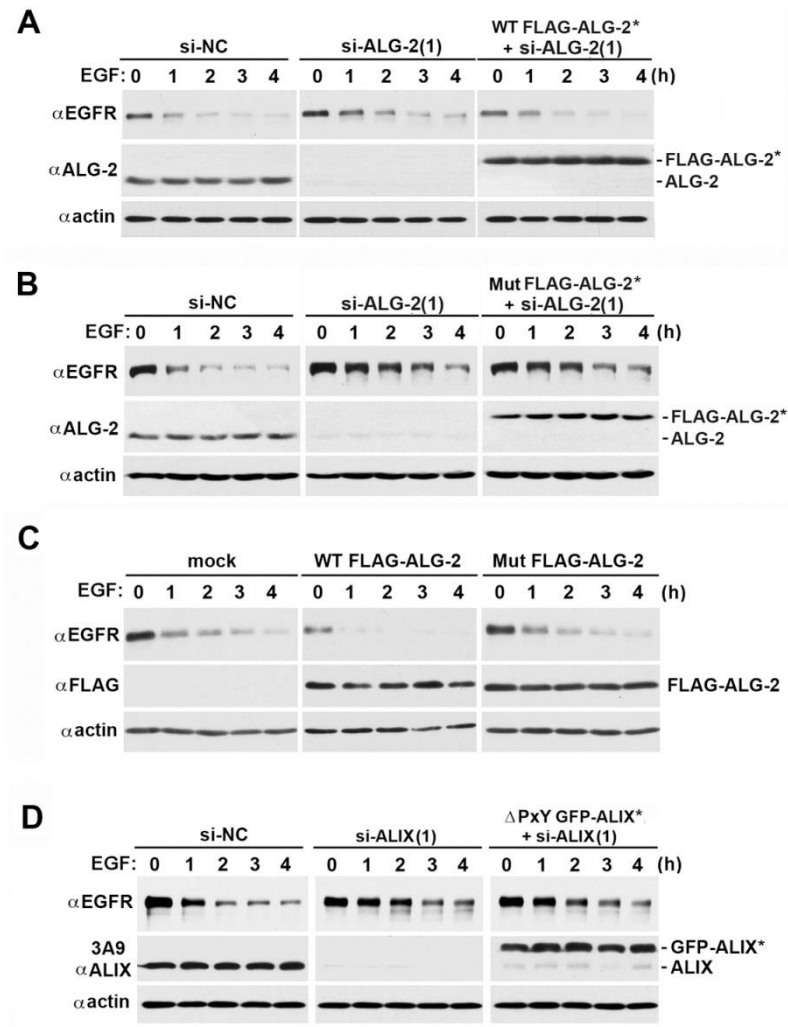 A
WT FLAG-ALG-2*
si-NC si-ALG-2(1) + si-ALG-2(1)
EGF: 0 1 2 3 4 0 1 2 3 4 0 1 2 3 4 (h)
αEGFR
αALG-2 -FLAG-ALG-2*
-ALG-2
αactin
B
Mut FLAG-ALG-2*
si-NC si-ALG-2(1) + si-ALG-2(1)
EGF: 0 1 2 3 4 0 1 2 3 4 0 1 2 3 4 (h)
αEGFR
αALG-2 -FLAG-ALG-2*
-ALG-2
αactin
C
mock WT FLAG-ALG-2 Mut FLAG-ALG-2
EGF: 0 1 2 3 4 0 1 2 3 4 0 1 2 3 4 (h)
αEGFR
αFLAG FLAG-ALG-2
αactin
D
ΔPxY GFP-ALIX*
si-NC si-ALIX(1) + si-ALIX(1)
EGF: 0 1 2 3 4 0 1 2 3 4 0 1 2 3 4 (h)
αEGFR
3A9 -GFP-ALIX*
αALIX -ALIX
αactin